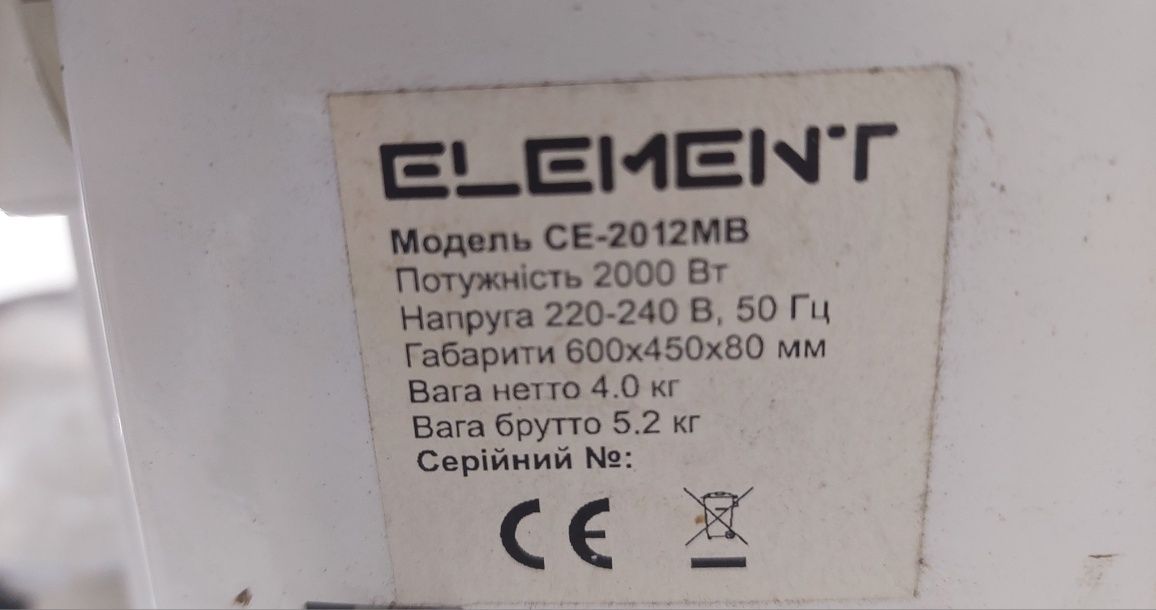 ELEMENT
Модель CE-2012MB
Потужність 2000 Вт
Напруга 220-240 В, 50 Гц
Габарити 600x450x80 мм
Вага нетто 4.0 кг
Вага брутто 5.2 кг
Серійний №:
CE